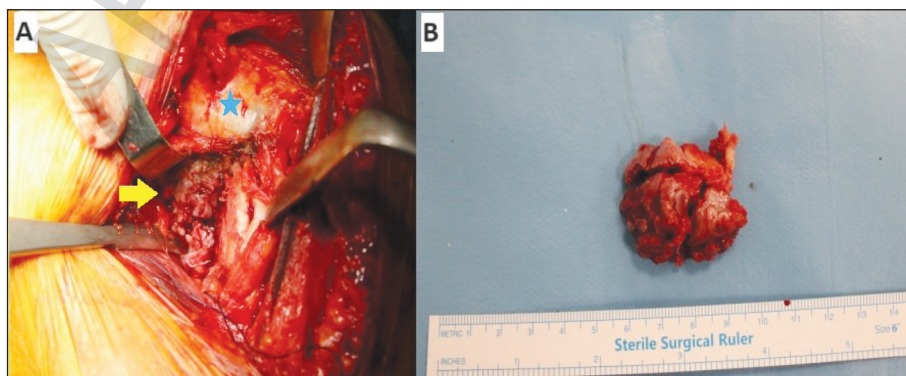 A
B
METRIC 1 2 3 4 5 6 7 8 9 10 11 12 13 14
Sterile Surgical Ruler
Size 6"
INCHES 1 2 3 4 5